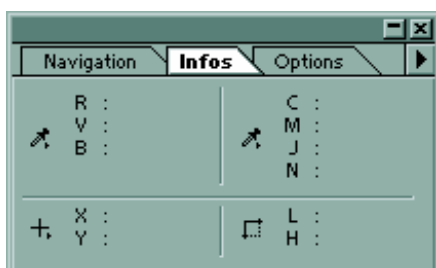 Navigation Infos Options
R : C :
V : M :
B : J :
N :
X : L :
Y : H :